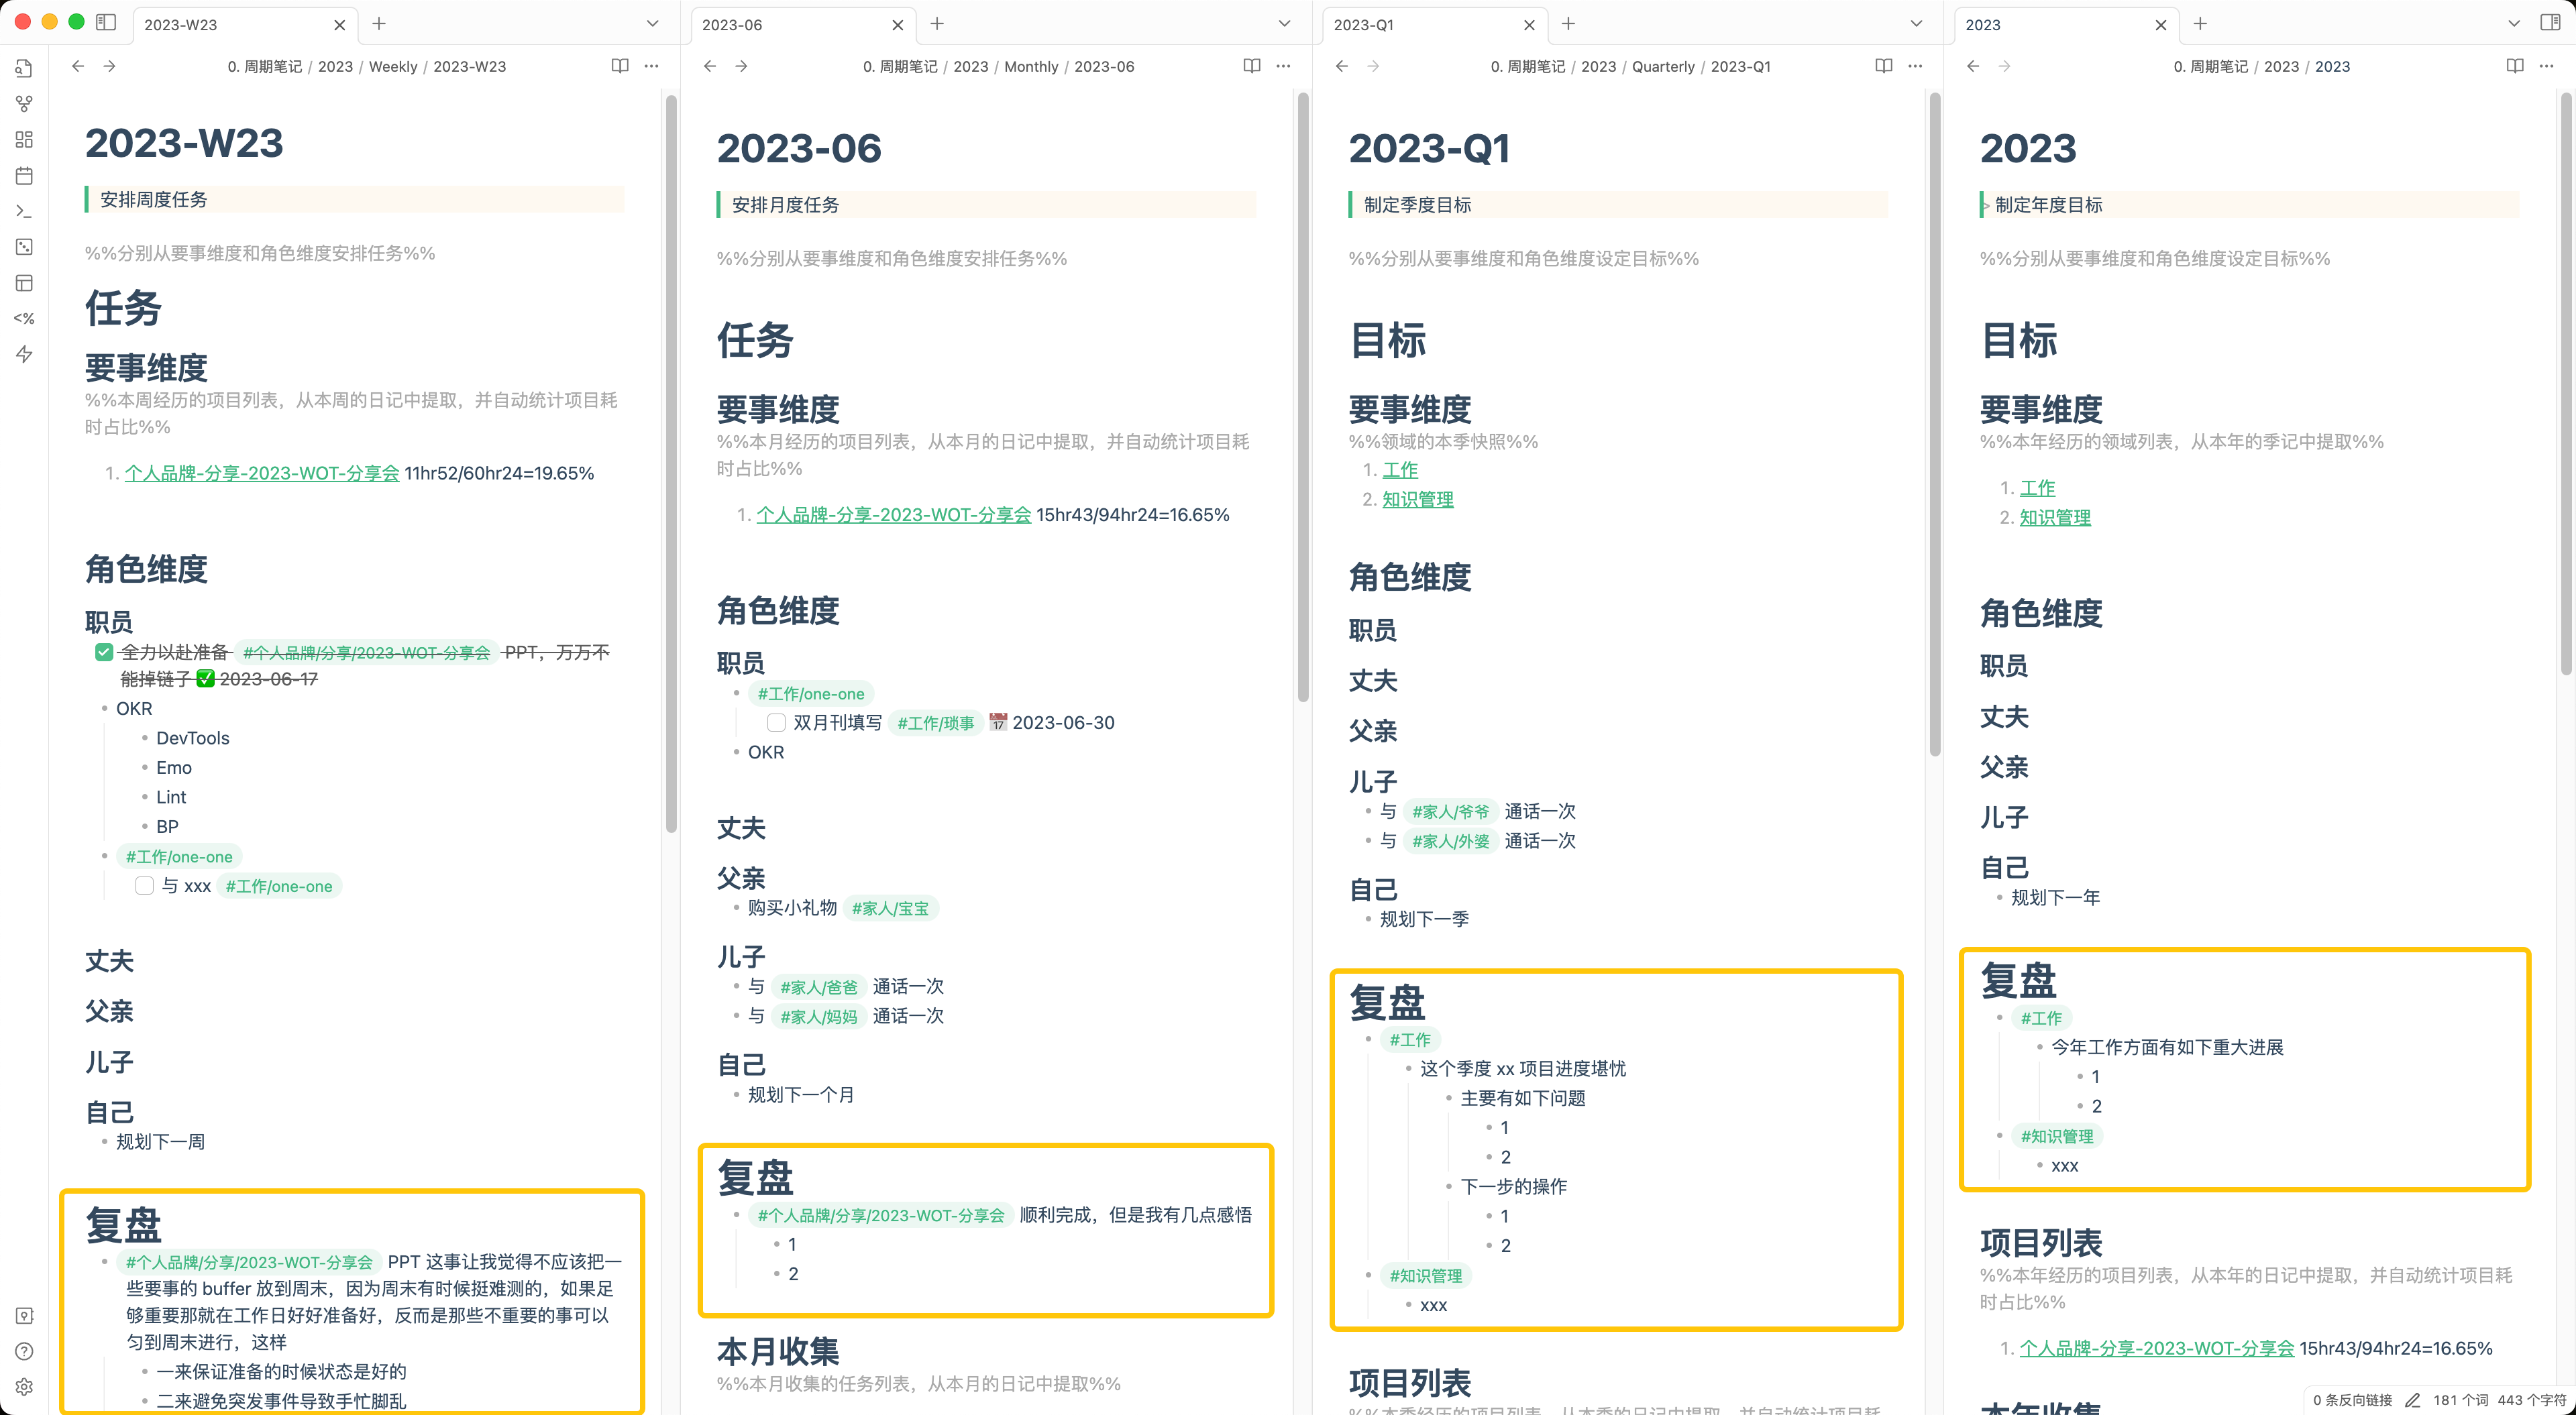 2023-W23
2023-06
2023-Q1
2023
0. 周期笔记 / 2023 / Weekly / 2023-W23
0. 周期笔记 / 2023 / Monthly / 2023-06
0. 周期笔记 / 2023 / Quarterly / 2023-Q1
0. 周期笔记 / 2023 / 2023
<%
2023-W23
安排周度任务
%%分别从要事维度和角色维度安排任务%%
任务
要事维度
%%本周经历的项目列表，从本周的日记中提取，并自动统计项目耗
时占比%%
1. 个人品牌-分享-2023-WOT-分享会 11hr52/60hr24=19.65%
角色维度
职员
全力以赴准备 #个人品牌/分享/2023-WOT-分享会 PPT，万万不
能掉链子 ✅ 2023-06-17
OKR
DevTools
Emo
Lint
BP
#工作/one-one
与 xxx #工作/one-one
丈夫
父亲
儿子
自己
规划下一周
复盘
#个人品牌/分享/2023-WOT-分享会 PPT 这事让我觉得不应该把一
些要事的 buffer 放到周末，因为周末有时候挺难测的，如果足
够重要那就在工作日好好准备好，反而是那些不重要的事可以
匀到周末进行，这样
一来保证准备的时候状态是好的
二来避免突发事件导致手忙脚乱
2023-06
安排月度任务
%%分别从要事维度和角色维度安排任务%%
任务
要事维度
%%本月经历的项目列表，从本月的日记中提取，并自动统计项目耗
时占比%%
1. 个人品牌-分享-2023-WOT-分享会 15hr43/94hr24=16.65%
角色维度
职员
#工作/one-one
双月刊填写 #工作/琐事 📅 2023-06-30
OKR
丈夫
父亲
购买小礼物 #家人/宝宝
儿子
与 #家人/爸爸 通话一次
与 #家人/妈妈 通话一次
自己
规划下一个月
复盘
#个人品牌/分享/2023-WOT-分享会 顺利完成，但是我有几点感悟
1
2
本月收集
%%本月收集的任务列表，从本月的日记中提取%%
2023-Q1
制定季度目标
%%分别从要事维度和角色维度设定目标%%
目标
要事维度
%%领域的本季快照%%
1. 工作
2. 知识管理
角色维度
职员
丈夫
父亲
儿子
与 #家人/爷爷 通话一次
与 #家人/外婆 通话一次
自己
规划下一季
复盘
#工作
这个季度 xx 项目进度堪忧
主要有如下问题
1
2
下一步的操作
1
2
#知识管理
xxx
项目列表
%%本季经历的项目列表，从本季的日记中提取，并自动统计项目耗
2023
> 制定年度目标
%%分别从要事维度和角色维度设定目标%%
目标
要事维度
%%本年经历的领域列表，从本年的季记中提取%%
1. 工作
2. 知识管理
角色维度
职员
丈夫
父亲
儿子
自己
规划下一年
复盘
#工作
今年工作方面有如下重大进展
1
2
#知识管理
xxx
项目列表
%%本年经历的项目列表，从本年的日记中提取，并自动统计项目耗
时占比%%
1. 个人品牌-分享-2023-WOT-分享会 15hr43/94hr24=16.65%
本年收集
0 条反向链接 181 个词 443 个字符